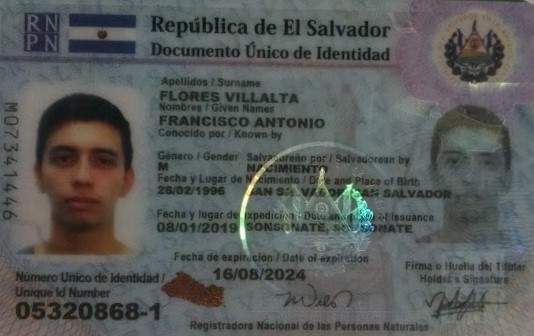 RN
PN
República de El Salvador
Documento Único de Identidad
Apellidos / Surname
FLORES VILLALTA
Nombres / Given Names
FRANCISCO ANTONIO
Conocido por / Known by
Género / Gender Salvadoreño por / Salvadorean by
M NACIMIENTO
Fecha y Lugar de Nacimiento / Date and Place of Birth
28/02/1996 SAN SALVADOR, SAN SALVADOR
Fecha y lugar de expedición - Date and place of Issuance
08/01/2019 SONSONATE, SONSONATE
Fecha de expiración / Date of expiration
16/08/2024
Firma o Huella del Titular
Holder's Signature
Número Unico de Identidad /
Unique Id Number
05320868-1
Registradora Nacional de las Personas Naturales
M07341446